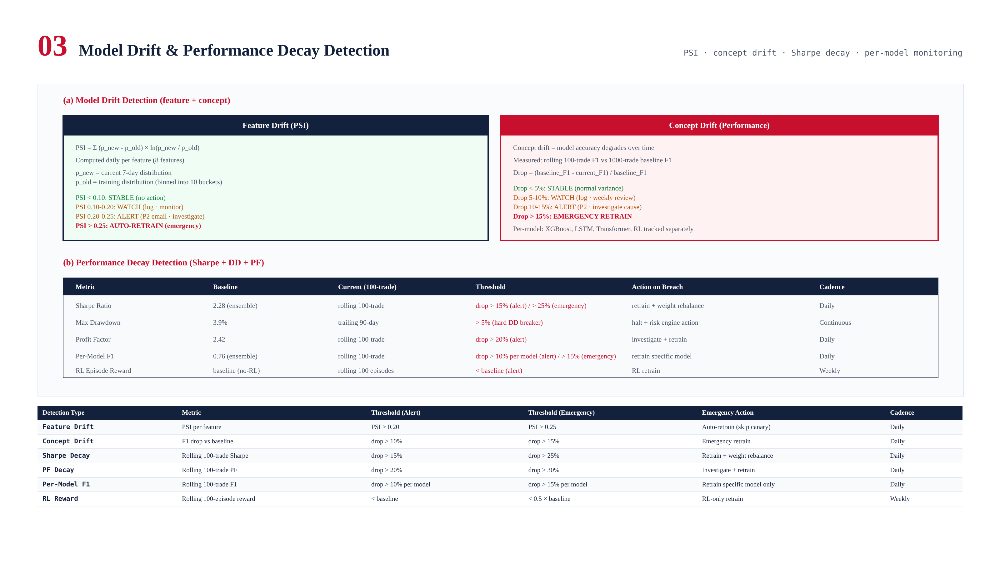 03 Model Drift & Performance Decay Detection
PSI · concept drift · Sharpe decay · per-model monitoring
(a) Model Drift Detection (feature + concept)
Feature Drift (PSI)
PSI = Σ (p_new - p_old) × ln(p_new / p_old)
Computed daily per feature (8 features)
p_new = current 7-day distribution
p_old = training distribution (binned into 10 buckets)
PSI < 0.10: STABLE (no action)
PSI 0.10-0.20: WATCH (log · monitor)
PSI 0.20-0.25: ALERT (P2 email · investigate)
PSI > 0.25: AUTO-RETRAIN (emergency)
Concept Drift (Performance)
Concept drift = model accuracy degrades over time
Measured: rolling 100-trade F1 vs 1000-trade baseline F1
Drop = (baseline_F1 - current_F1) / baseline_F1
Drop < 5%: STABLE (normal variance)
Drop 5-10%: WATCH (log · weekly review)
Drop 10-15%: ALERT (P2 · investigate cause)
Drop > 15%: EMERGENCY RETRAIN
Per-model: XGBoost, LSTM, Transformer, RL tracked separately
(b) Performance Decay Detection (Sharpe + DD + PF)
Metric Baseline Current (100-trade) Threshold Action on Breach Cadence
Sharpe Ratio 2.28 (ensemble) rolling 100-trade drop > 15% (alert) / > 25% (emergency) retrain + weight rebalance Daily
Max Drawdown 3.9% trailing 90-day > 5% (hard DD breaker) halt + risk engine action Continuous
Profit Factor 2.42 rolling 100-trade drop > 20% (alert) investigate + retrain Daily
Per-Model F1 0.76 (ensemble) rolling 100-trade drop > 10% per model (alert) / > 15% (emergency) retrain specific model Daily
RL Episode Reward baseline (no-RL) rolling 100 episodes < baseline (alert) RL retrain Weekly
Detection Type Metric Threshold (Alert) Threshold (Emergency) Emergency Action Cadence
Feature Drift PSI per feature PSI > 0.20 PSI > 0.25 Auto-retrain (skip canary) Daily
Concept Drift F1 drop vs baseline drop > 10% drop > 15% Emergency retrain Daily
Sharpe Decay Rolling 100-trade Sharpe drop > 15% drop > 25% Retrain + weight rebalance Daily
PF Decay Rolling 100-trade PF drop > 20% drop > 30% Investigate + retrain Daily
Per-Model F1 Rolling 100-trade F1 drop > 10% per model drop > 15% per model Retrain specific model only Daily
RL Reward Rolling 100-episode reward < baseline < 0.5 × baseline RL-only retrain Weekly